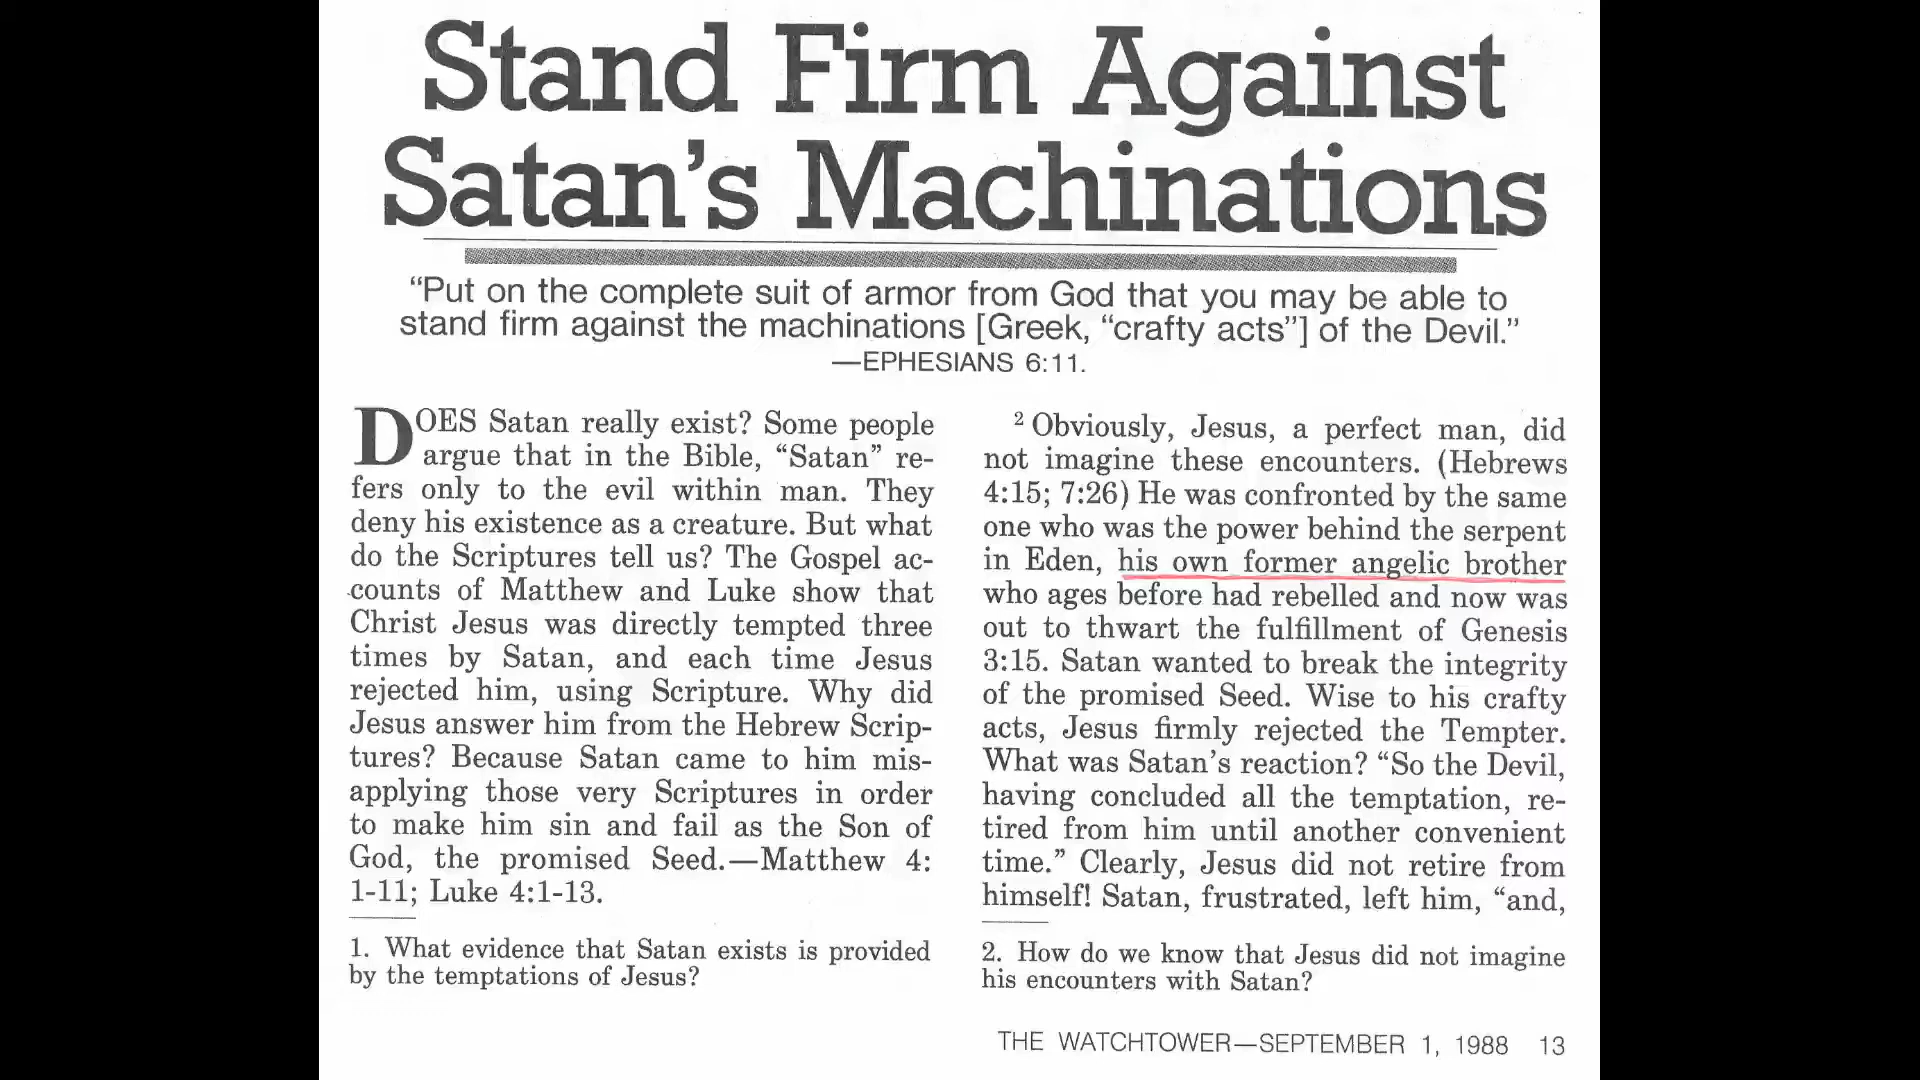 Stand Firm Against
Satan's Machinations
“Put on the complete suit of armor from God that you may be able to
stand firm against the machinations [Greek, “crafty acts”] of the Devil.”
—EPHESIANS 6:11.
DOES Satan really exist? Some people
argue that in the Bible, “Satan” re-
fers only to the evil within man. They
deny his existence as a creature. But what
do the Scriptures tell us? The Gospel ac-
counts of Matthew and Luke show that
Christ Jesus was directly tempted three
times by Satan, and each time Jesus
rejected him, using Scripture. Why did
Jesus answer him from the Hebrew Scrip-
tures? Because Satan came to him mis-
applying those very Scriptures in order
to make him sin and fail as the Son of
God, the promised Seed.—Matthew 4:
1-11; Luke 4:1-13.
1. What evidence that Satan exists is provided
by the temptations of Jesus?
2 Obviously, Jesus, a perfect man, did
not imagine these encounters. (Hebrews
4:15; 7:26) He was confronted by the same
one who was the power behind the serpent
in Eden, his own former angelic brother
who ages before had rebelled and now was
out to thwart the fulfillment of Genesis
3:15. Satan wanted to break the integrity
of the promised Seed. Wise to his crafty
acts, Jesus firmly rejected the Tempter.
What was Satan's reaction? “So the Devil,
having concluded all the temptation, re-
tired from him until another convenient
time.” Clearly, Jesus did not retire from
himself! Satan, frustrated, left him, “and,
2. How do we know that Jesus did not imagine
his encounters with Satan?
THE WATCHTOWER—SEPTEMBER 1, 1988 13